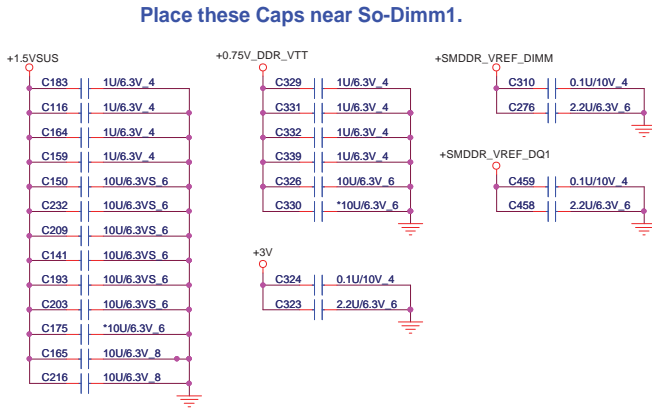 Place these Caps near So-Dimm1.
+1.5VSUS
C183 1U/6.3V_4
C116 1U/6.3V_4
C164 1U/6.3V_4
C159 1U/6.3V_4
C150 10U/6.3VS_6
C232 10U/6.3VS_6
C209 10U/6.3VS_6
C141 10U/6.3VS_6
C193 10U/6.3VS_6
C203 10U/6.3VS_6
C175 *10U/6.3V_6
C165 10U/6.3V_8
C216 10U/6.3V_8
+0.75V_DDR_VTT
C329 1U/6.3V_4
C331 1U/6.3V_4
C332 1U/6.3V_4
C339 1U/6.3V_4
C326 10U/6.3V_6
C330 *10U/6.3V_6
+3V
C324 0.1U/10V_4
C323 2.2U/6.3V_6
+SMDDR_VREF_DIMM
C310 0.1U/10V_4
C276 2.2U/6.3V_6
+SMDDR_VREF_DQ1
C459 0.1U/10V_4
C458 2.2U/6.3V_6